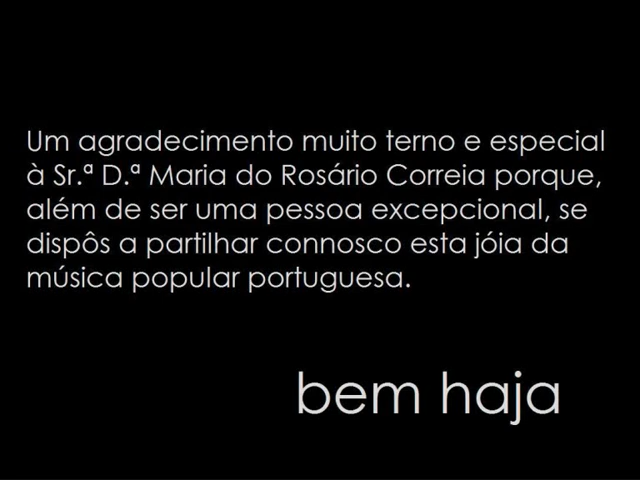 Um agradecimento muito terno e especial
à Sr.ª D.ª Maria do Rosário Correia porque,
além de ser uma pessoa excepcional, se
dispôs a partilhar connosco esta jóia da
música popular portuguesa.
bem haja